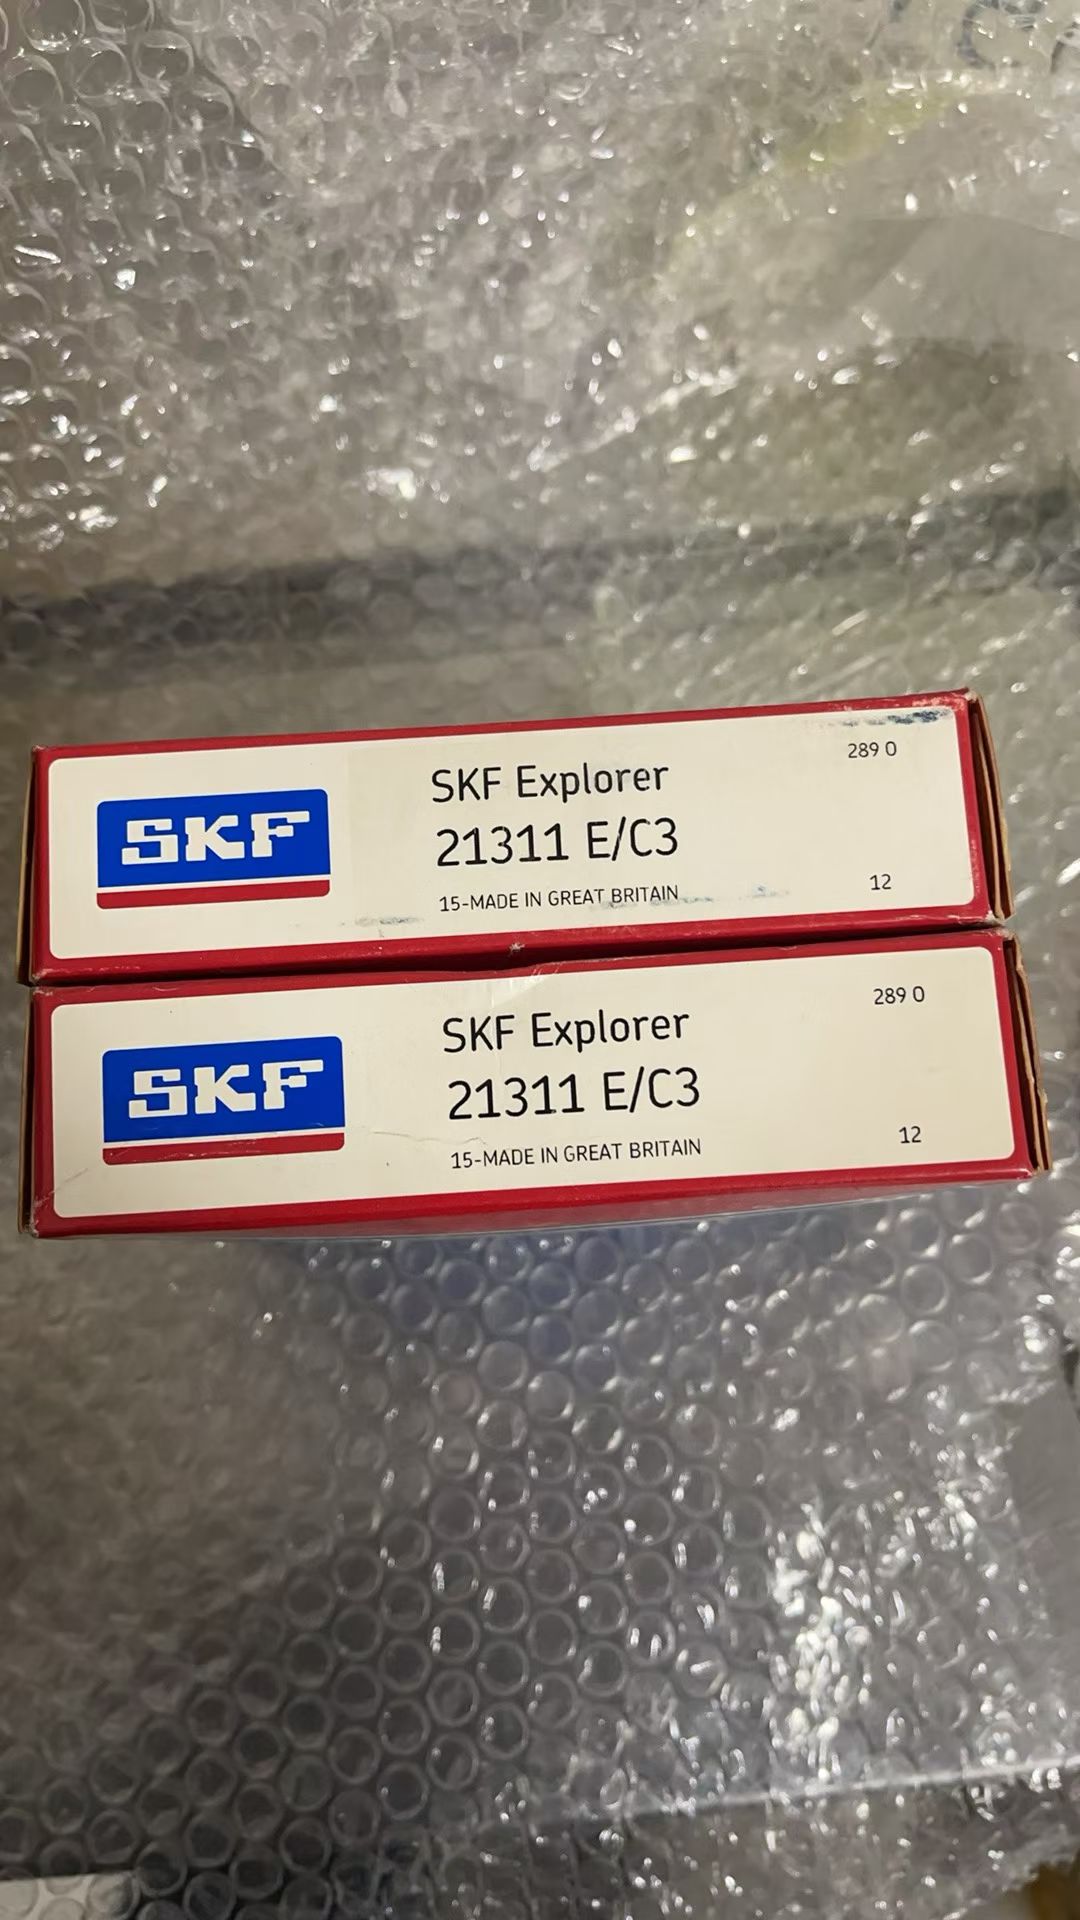 SKF
SKF Explorer
21311 E/C3
15-MADE IN GREAT BRITAIN
289 0
12
SKF
SKF Explorer
21311 E/C3
15-MADE IN GREAT BRITAIN
289 0
12